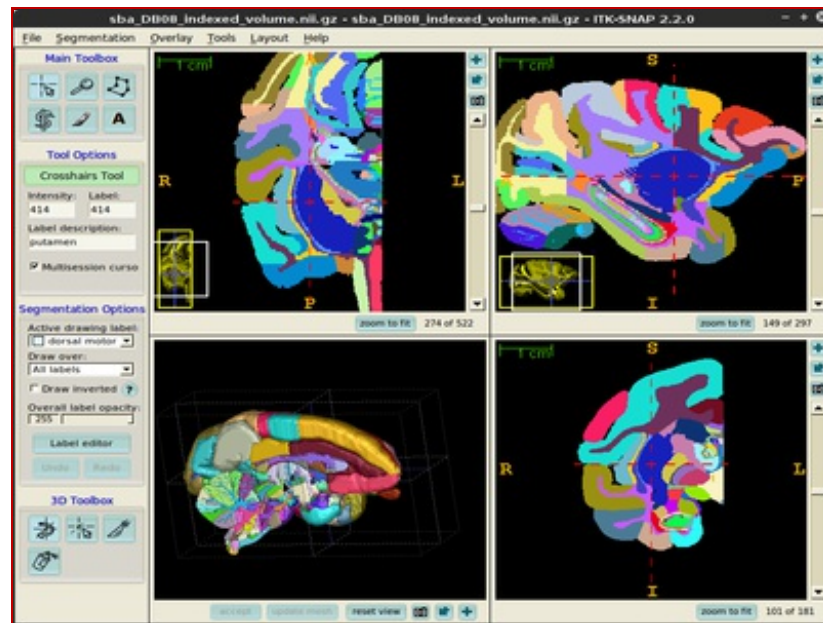 sba_DB08_indexed_volume.nii.gz - sba_DB08_indexed_volume.nii.gz - ITK-SNAP 2.2.0
File Segmentation Overlay Tools Layout Help
Main Toolbox
A
Tool Options
Crosshairs Tool
Intensity: Label:
414 414
Label description:
putamen
Multisession curso
Segmentation Options
Active drawing label:
dorsal motor
Draw over:
All labels
Draw inverted ?
Overall label opacity:
255
Label editor
Undo Redo
3D Toolbox
1 cm
R L
P
zoom to fit 274 of 522
1 cm
S
P
I
zoom to fit 149 of 297
accept update mesh reset view
1 cm
S
R L
I
zoom to fit 101 of 181